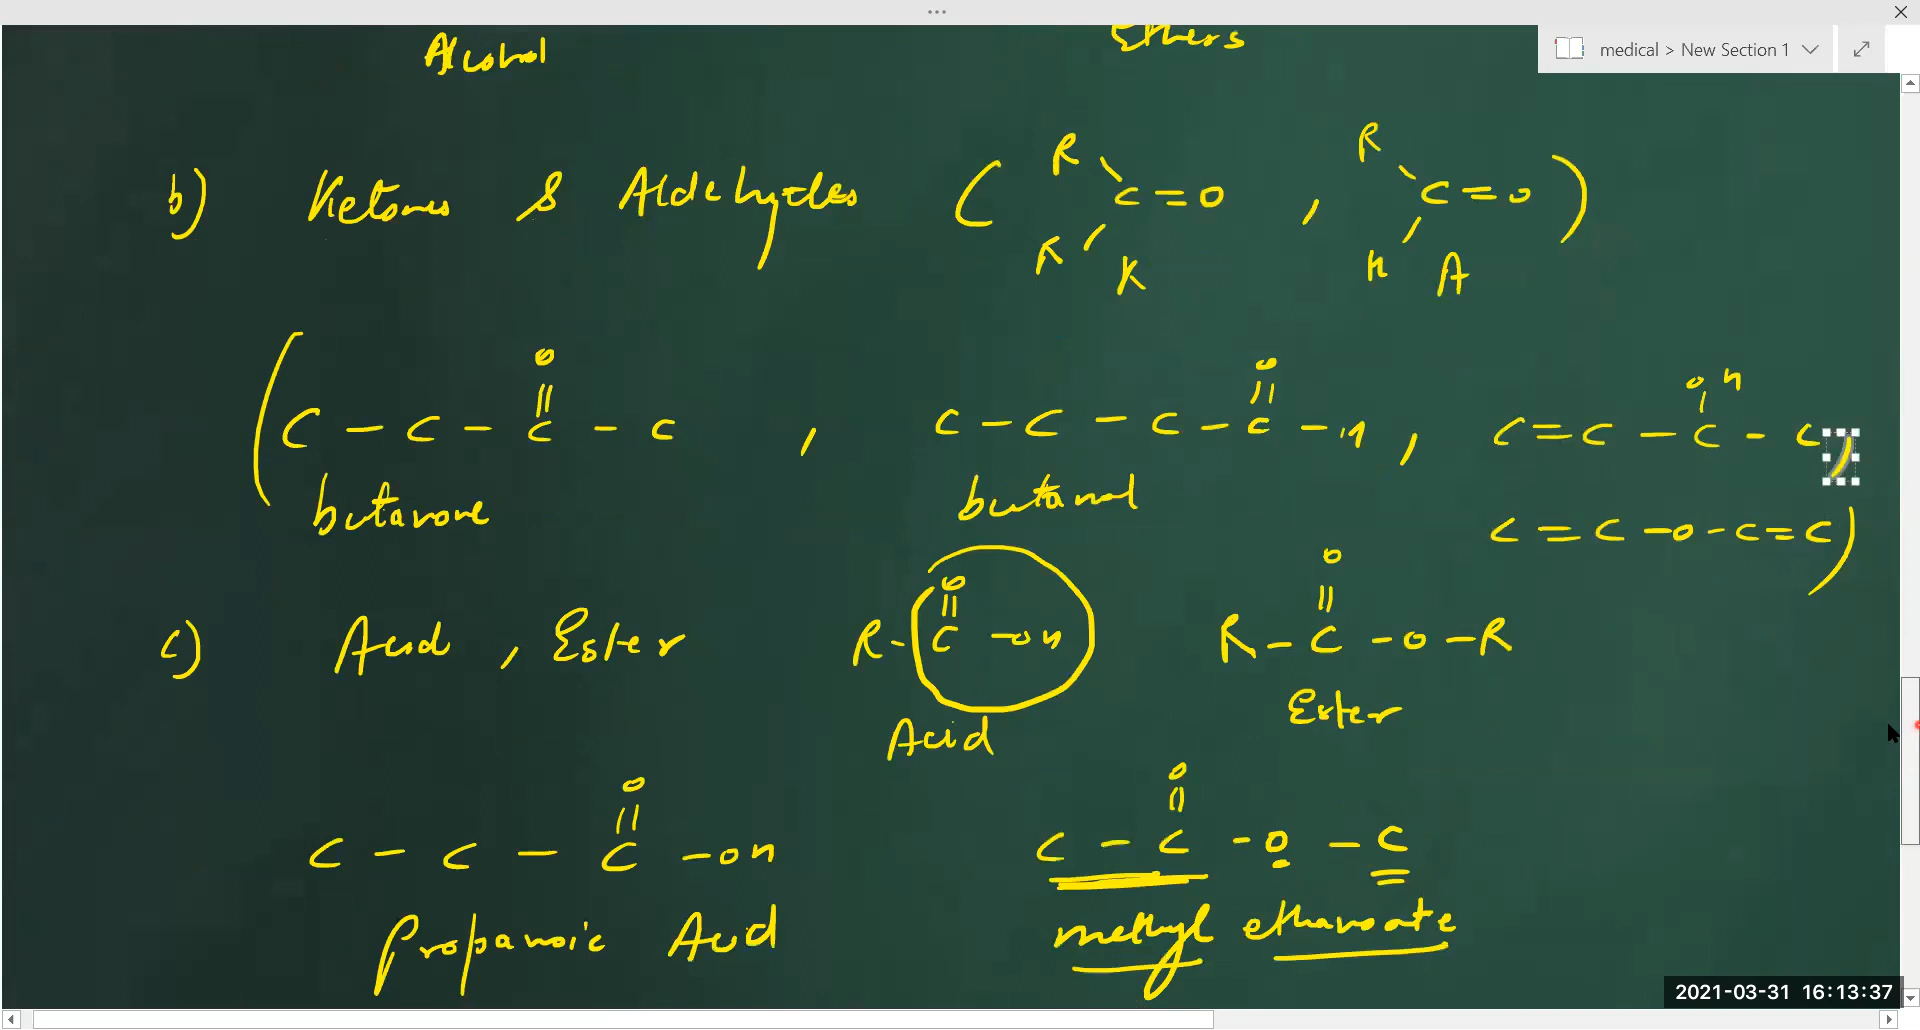 ...
medical > New Section 1
Alcohol Ethers
b) Ketones & Aldehydes ( R R C=O K , R H C=O A )
( C - C - C - C , C - C - C - C - H , C = C - C - C ,
O || O || OH |
butanone butanal
C = C - O - C = C )
O || O ||
c) Acid , Ester R - C - OH R - C - O - R
Acid Ester
O || O ||
C - C - C - OH C - C - O - C
Propanoic Acid methyl ethanoate
2021-03-31 16:13:37